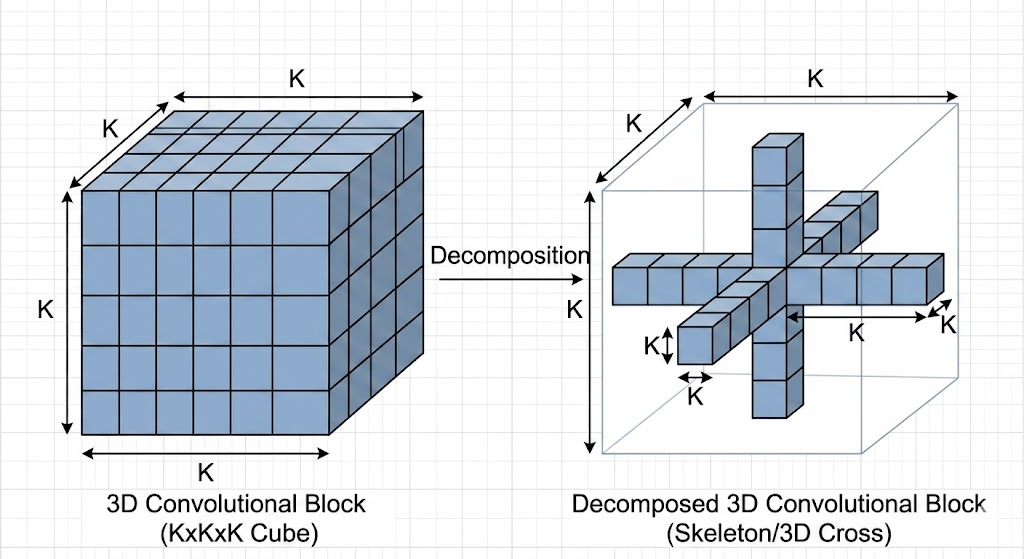 K
K
K
K
3D Convolutional Block
(KxKxK Cube)
Decomposition
K
K
K
K
K
K
K
Decomposed 3D Convolutional Block
(Skeleton/3D Cross)